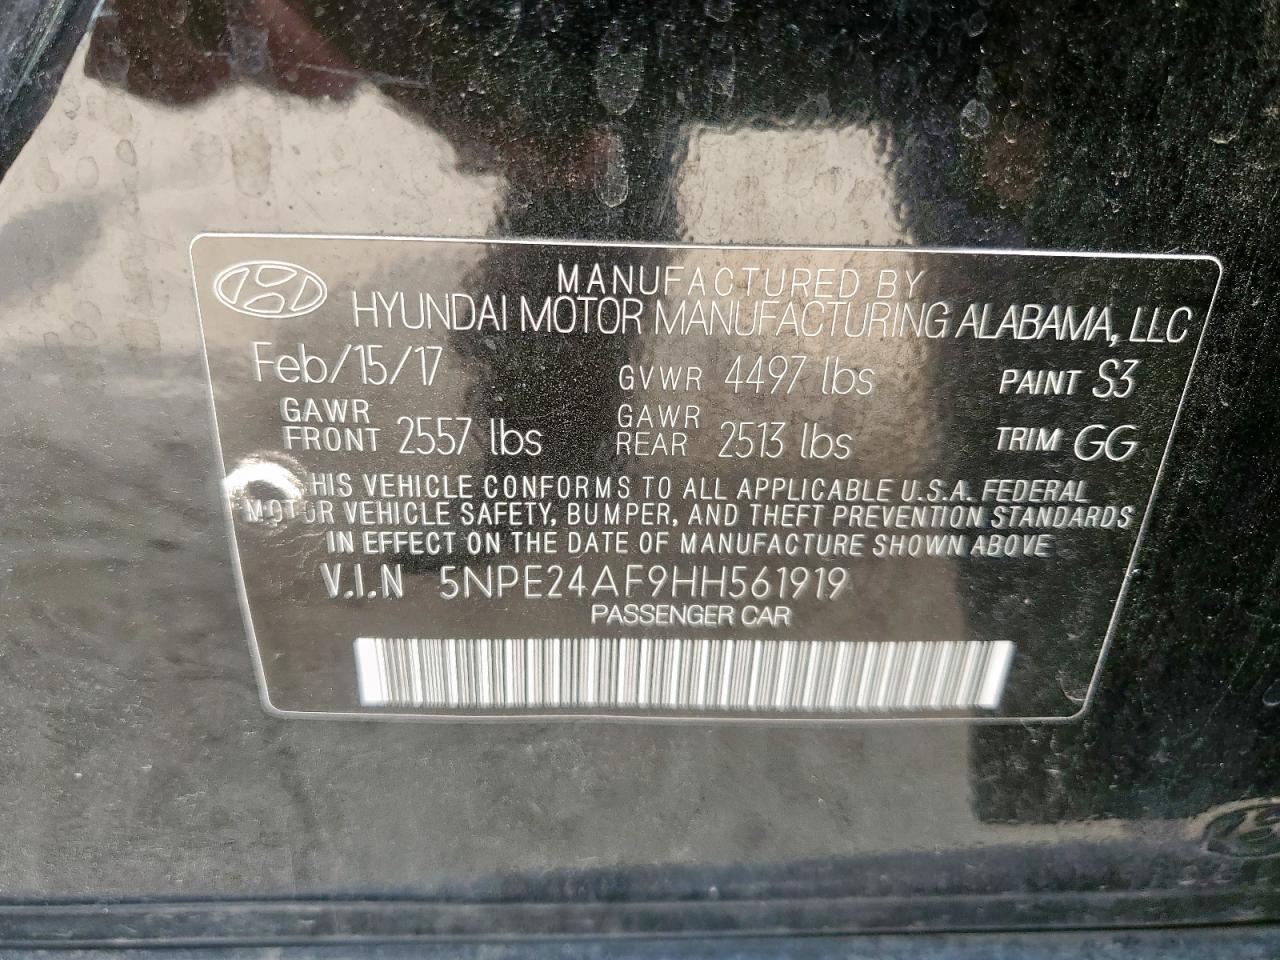 MANUFACTURED BY
HYUNDAI MOTOR MANUFACTURING ALABAMA, LLC
Feb/15/17 GVWR 4497 lbs PAINT S3
GAWR FRONT 2557 lbs GAWR REAR 2513 lbs TRIM GG
THIS VEHICLE CONFORMS TO ALL APPLICABLE U.S.A. FEDERAL
MOTOR VEHICLE SAFETY, BUMPER, AND THEFT PREVENTION STANDARDS
IN EFFECT ON THE DATE OF MANUFACTURE SHOWN ABOVE
V.I.N 5NPE24AF9HH561919
PASSENGER CAR